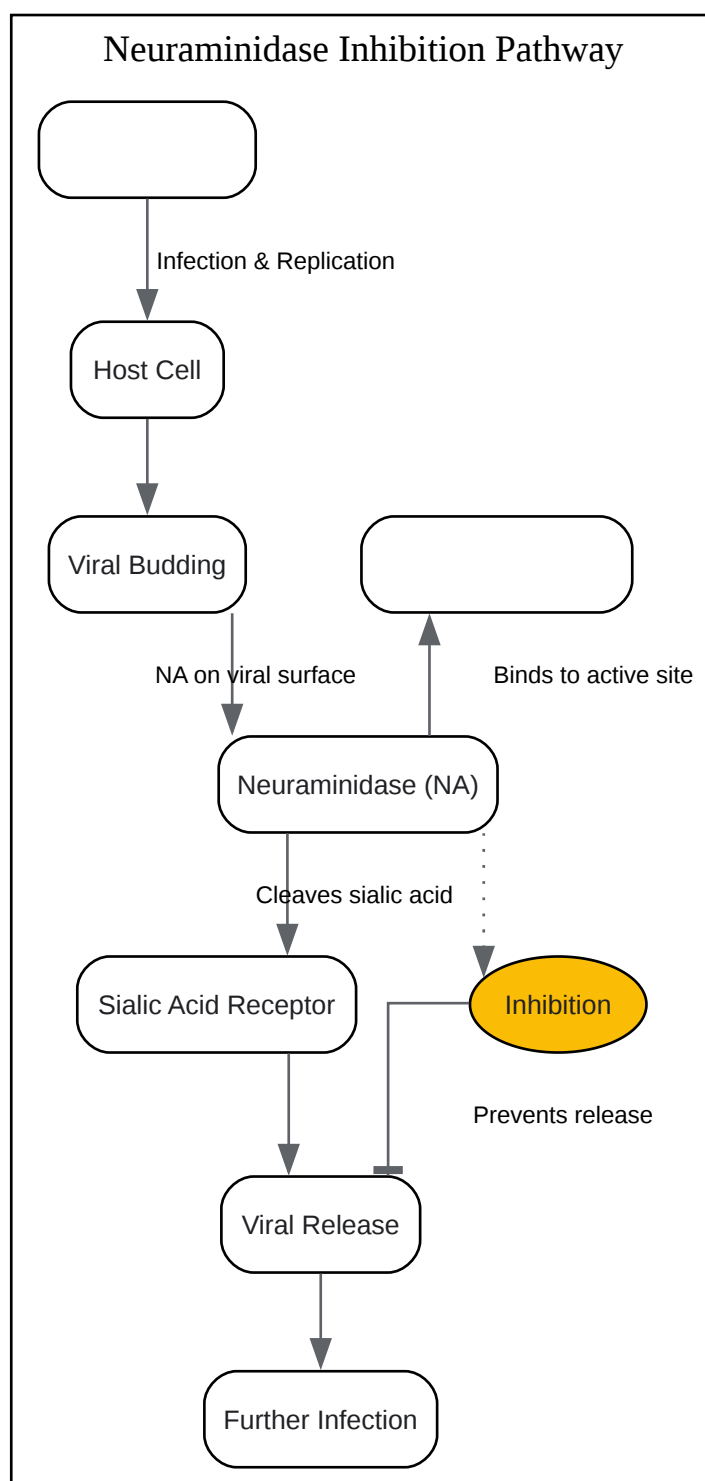 Neuraminidase Inhibition Pathway
Infection & Replication
Host Cell
Viral Budding
NA on viral surface
Binds to active site
Neuraminidase (NA)
Cleaves sialic acid
Sialic Acid Receptor
Inhibition
Prevents release
Viral Release
Further Infection